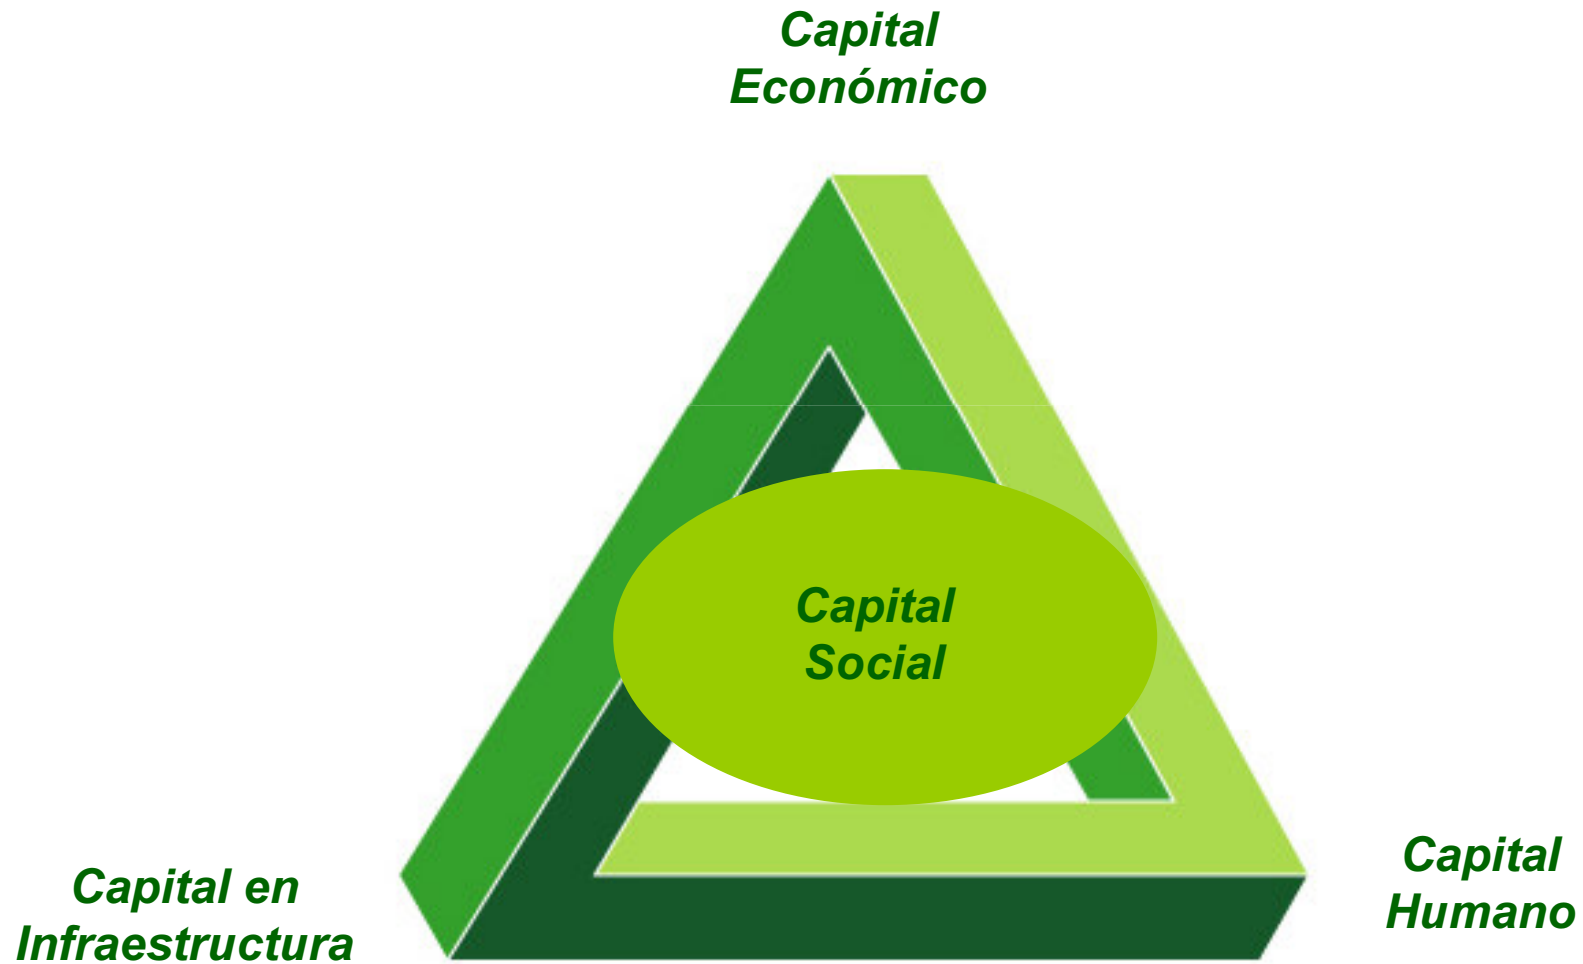 Capital
Económico
Capital
Social
Capital en
Infraestructura
Capital
Humano